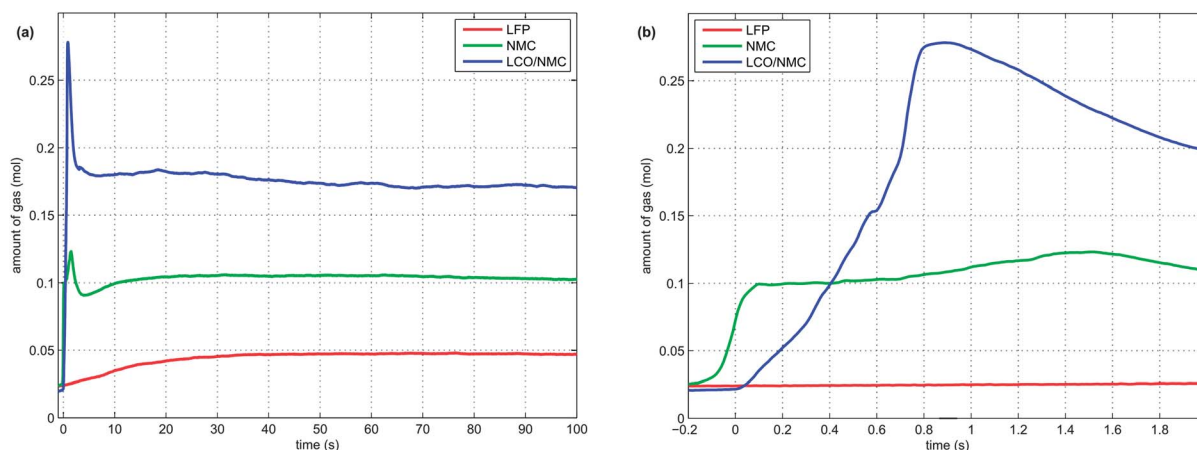 (a)
LFP
NMC
LCO/NMC
0.25
0.2
0.15
0.1
0.05
0
amount of gas (mol)
0 10 20 30 40 50 60 70 80 90 100
time (s)
(b)
LFP
NMC
LCO/NMC
0.25
0.2
0.15
0.1
0.05
0
amount of gas (mol)
−0.2 0 0.2 0.4 0.6 0.8 1 1.2 1.4 1.6 1.8 2
time (s)